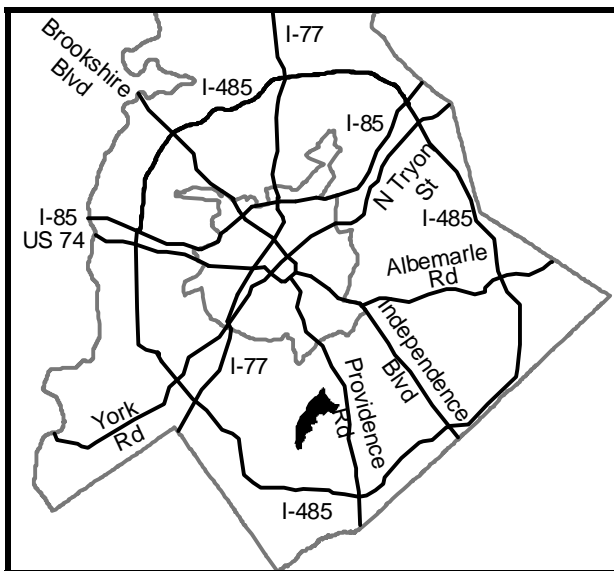 I-77
Brookshire
Blvd
I-485
I-85
N Tryon
St
I-485
I-85
US 74
Albemarle
Rd
Independence
Blvd
I-77
Providence
Rd
York
Rd
I-485